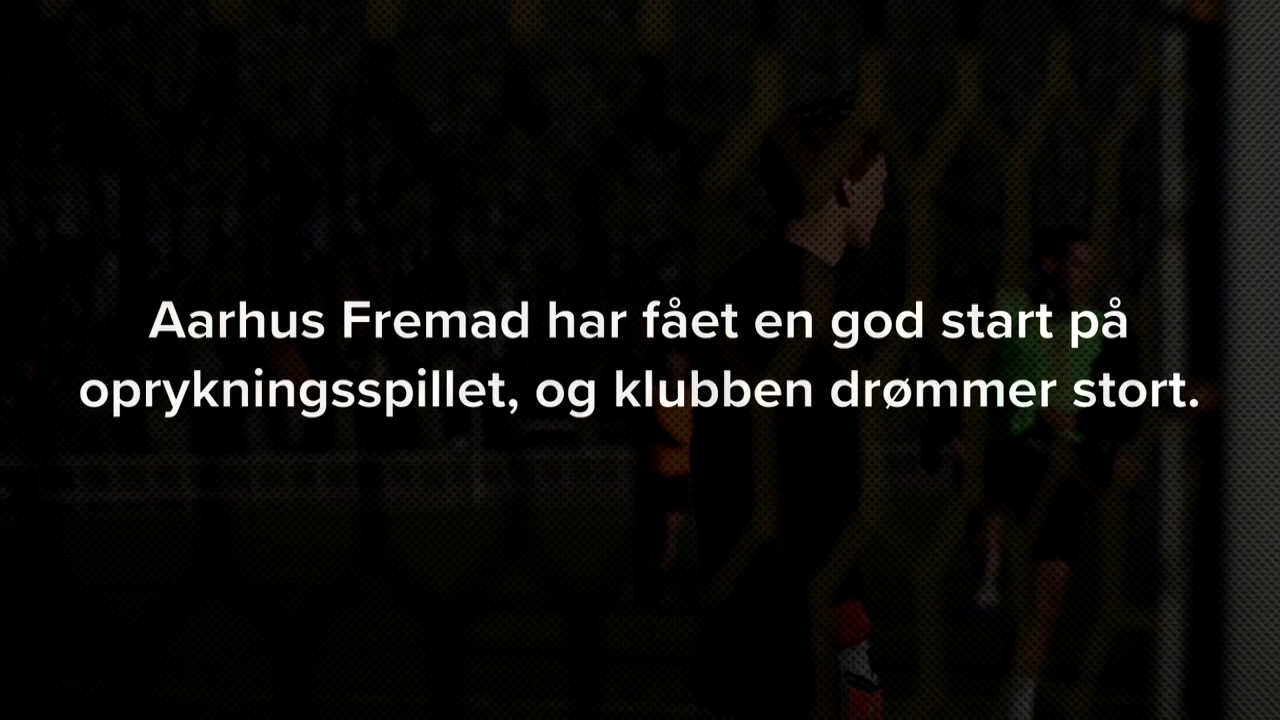 Aarhus Fremad har fået en god start på
oprykningsspillet, og klubben drømmer stort.